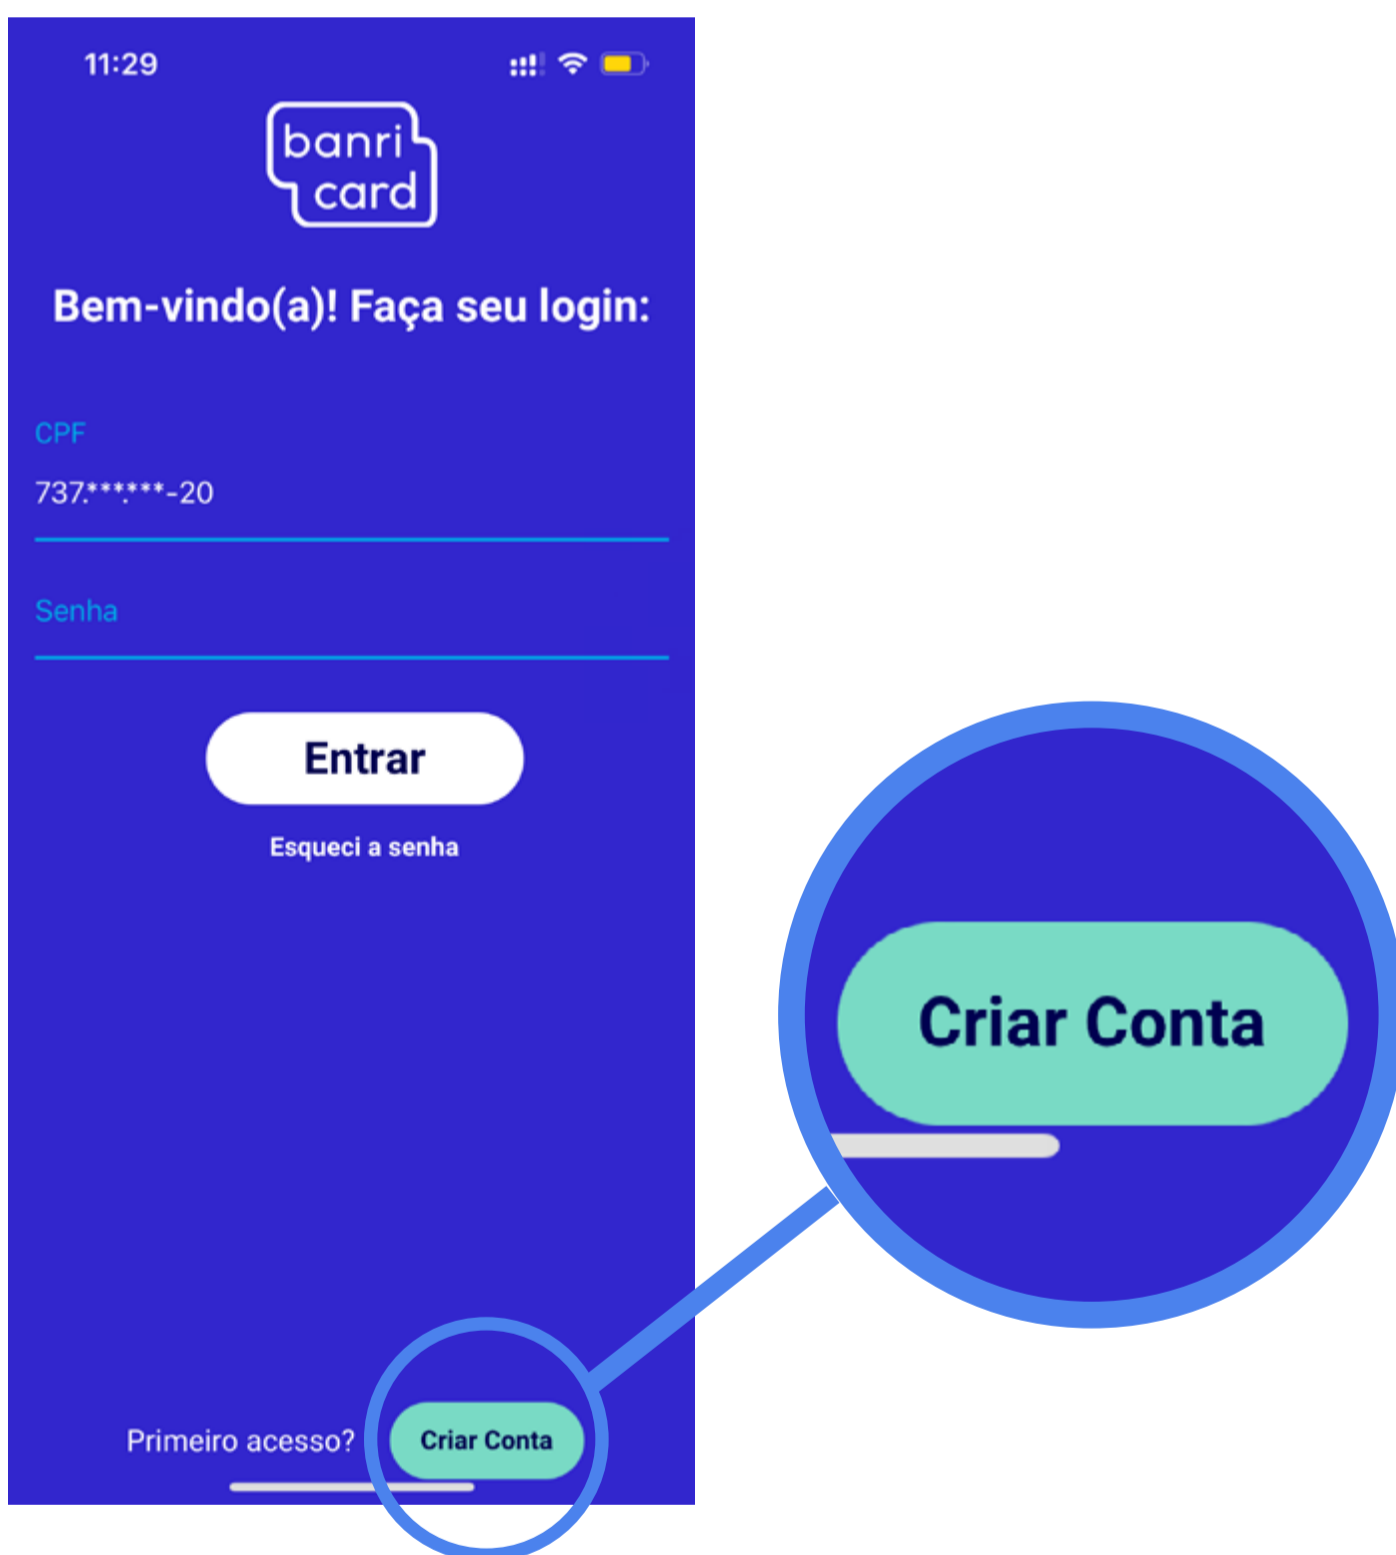 11:29
banri
card
Bem-vindo(a)! Faça seu login:
CPF
737.***.***-20
Senha
Entrar
Esqueci a senha
Criar Conta
Primeiro acesso? Criar Conta